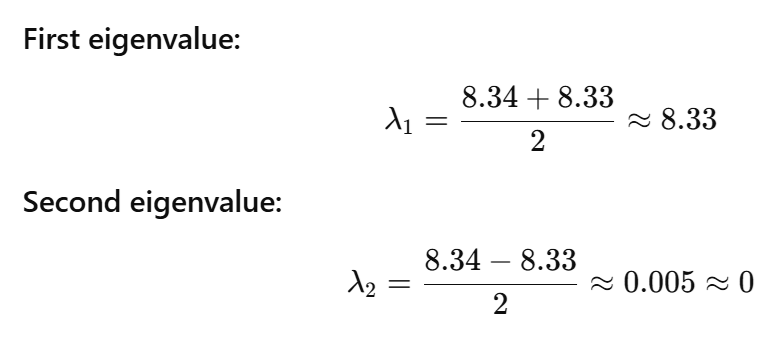 First eigenvalue:
λ₁ = (8.34 + 8.33)/2 ≈ 8.33
Second eigenvalue:
λ₂ = (8.34 − 8.33)/2 ≈ 0.005 ≈ 0